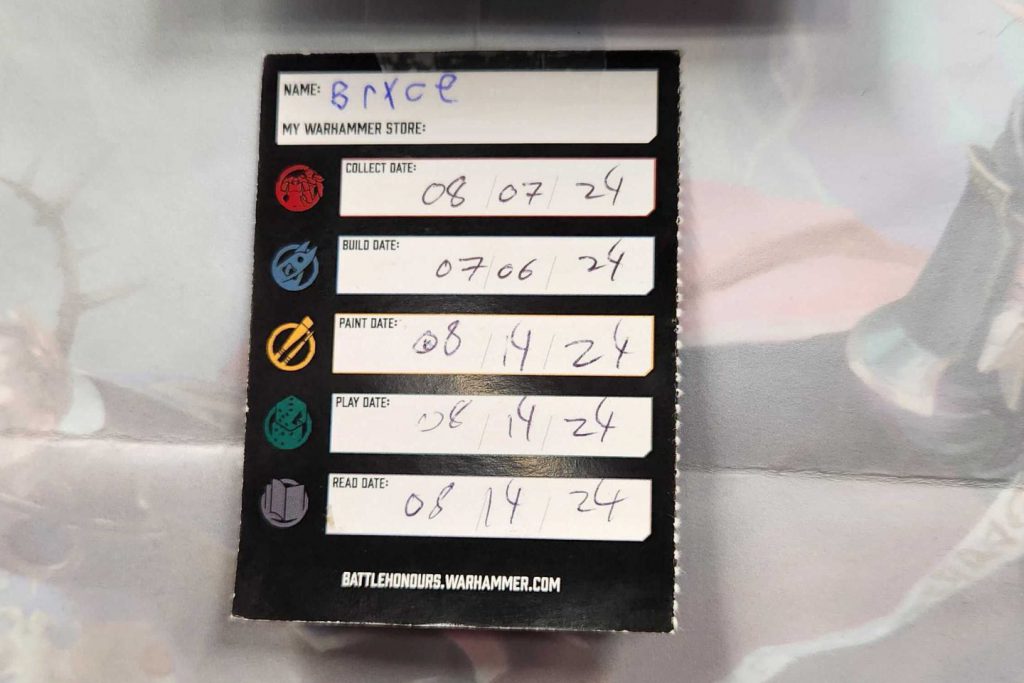 NAME: Bryce
MY WARHAMMER STORE:
COLLECT DATE:
08/07/24
BUILD DATE:
07/06/24
PAINT DATE:
08/14/24
PLAY DATE:
08/14/24
READ DATE:
08/14/24
BATTLEHONOURS.WARHAMMER.COM